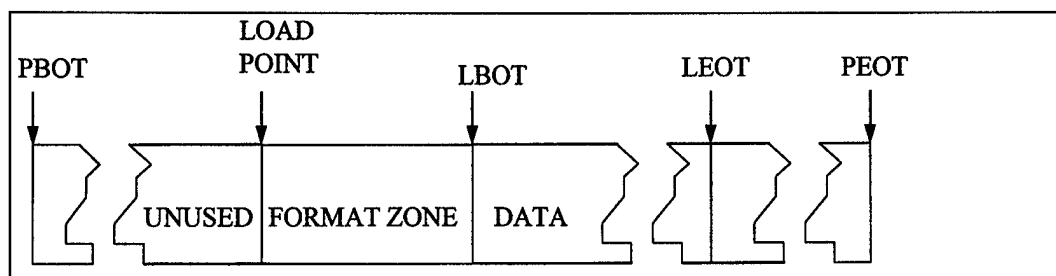 LOAD
POINT
PBOT
LBOT
LEOT
PEOT
UNUSED
FORMAT ZONE
DATA